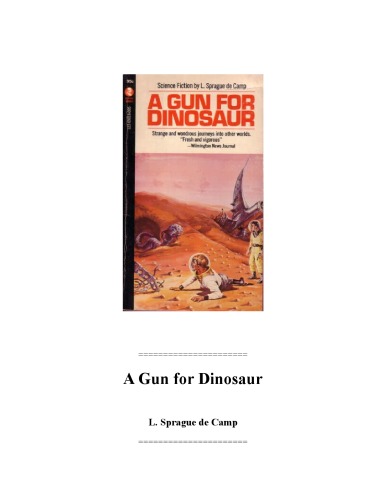 Science Fiction by L. Sprague de Camp
A GUN FOR
DINOSAUR
Strange and wondrous journeys into other worlds.
"Fresh and vigorous"
—Wilmington News Journal
======================
A Gun for Dinosaur
L. Sprague de Camp
======================